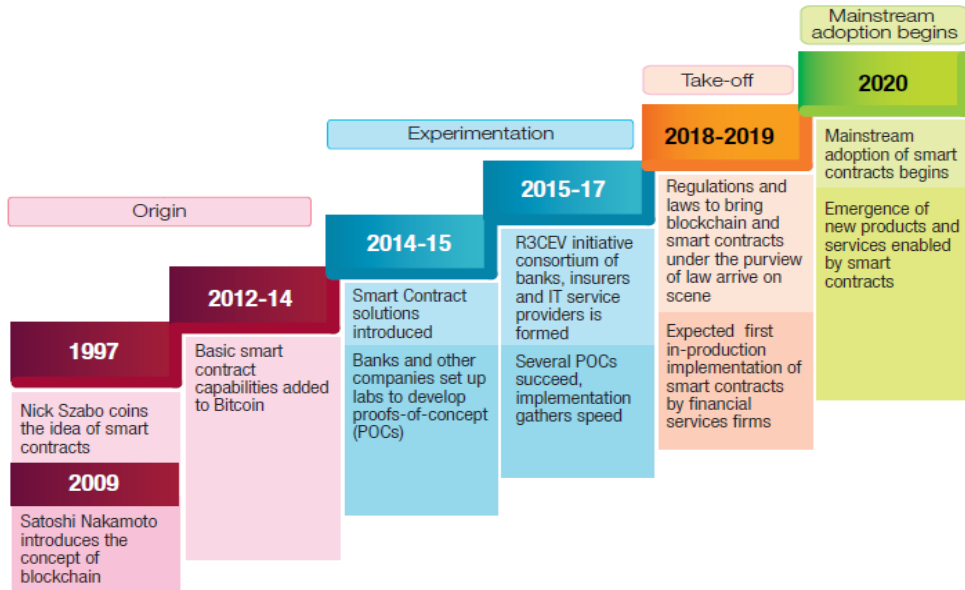 Origin
1997
Nick Szabo coins
the idea of smart
contracts
2009
Satoshi Nakamoto
introduces the
concept of
blockchain
2012-14
Basic smart
contract
capabilities added
to Bitcoin
Experimentation
2014-15
Smart Contract
solutions
introduced
Banks and other
companies set up
labs to develop
proofs-of-concept
(POCs)
2015-17
R3CEV initiative
consortium of
banks, insurers
and IT service
providers is
formed
Several POCs
succeed,
implementation
gathers speed
Take-off
2018-2019
Regulations and
laws to bring
blockchain and
smart contracts
under the purview
of law arrive on
scene
Expected first
in-production
implementation of
smart contracts
by financial
services firms
Mainstream
adoption begins
2020
Mainstream
adoption of smart
contracts begins
Emergence of
new products and
services enabled
by smart
contracts